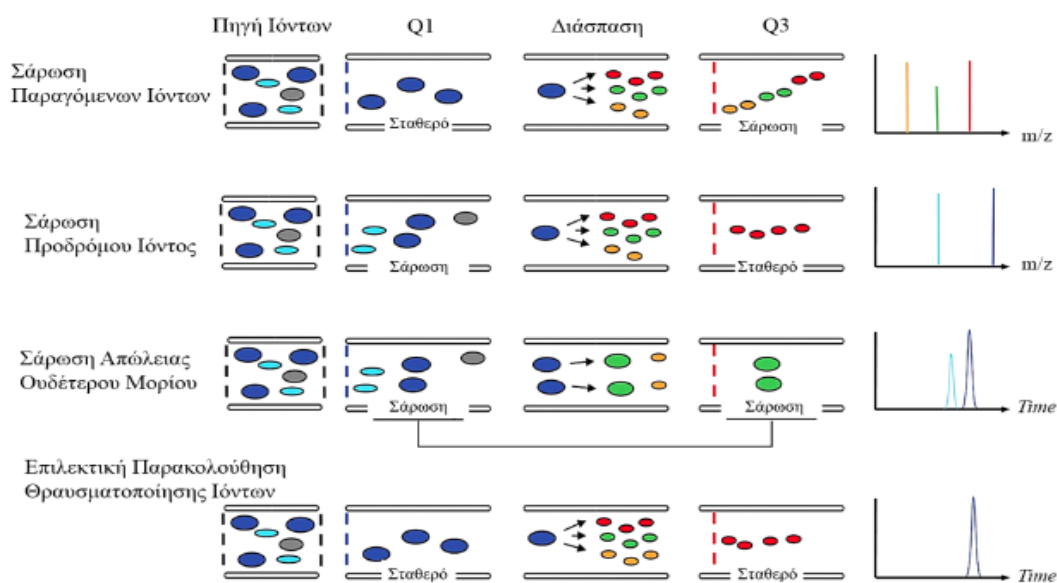 Πηγή Ιόντων Q1 Διάσπαση Q3
Σάρωση
Παραγόμενων Ιόντων
Σταθερό Σάρωση
m/z
Σάρωση
Προδρόμου Ιόντος
Σάρωση Σταθερό
m/z
Σάρωση Απώλειας
Ουδέτερου Μορίου
Σάρωση Σάρωση
Time
Επιλεκτική Παρακολούθηση
Θραυσματοποίησης Ιόντων
Σταθερό Σταθερό
Time